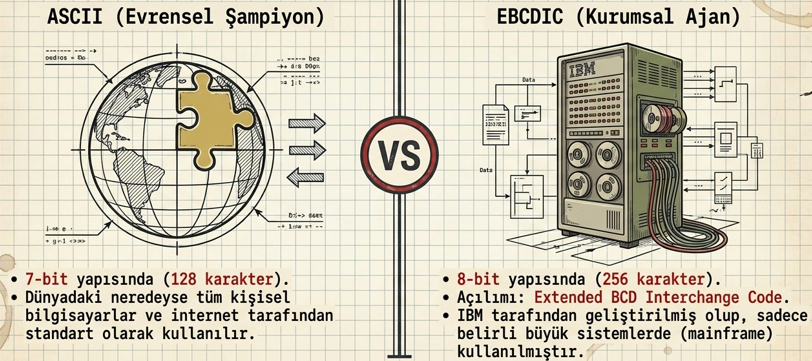 ASCII (Evrensel Şampiyon)
• 7-bit yapısında (128 karakter).
• Dünyadaki neredeyse tüm kişisel
bilgisayarlar ve internet tarafından
standart olarak kullanılır.
VS
EBCDIC (Kurumsal Ajan)
IBM
Data
Data
• 8-bit yapısında (256 karakter).
• Açılımı: Extended BCD Interchange Code.
• IBM tarafından geliştirilmiş olup, sadece
belirli büyük sistemlerde (mainframe)
kullanılmıştır.